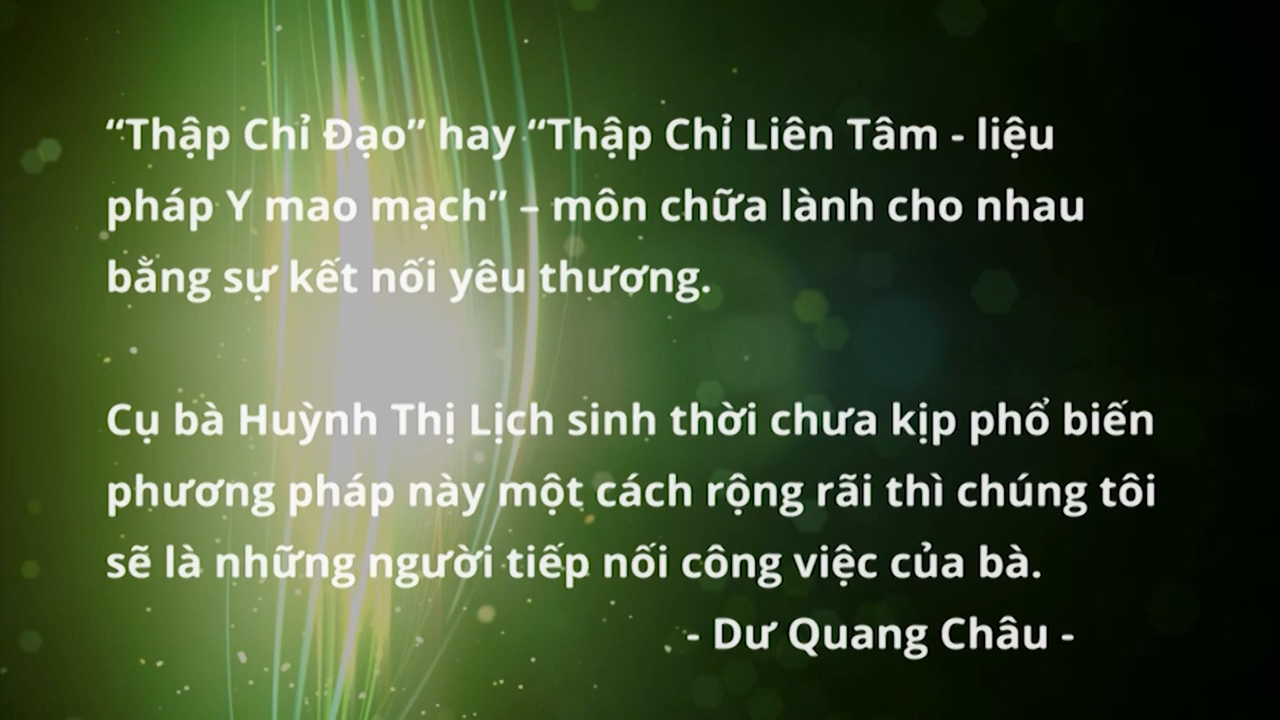 “Thập Chỉ Đạo” hay “Thập Chỉ Liên Tâm - liệu
pháp Y mao mạch” – môn chữa lành cho nhau
bằng sự kết nối yêu thương.
Cụ bà Huỳnh Thị Lịch sinh thời chưa kịp phổ biến
phương pháp này một cách rộng rãi thì chúng tôi
sẽ là những người tiếp nối công việc của bà.
- Dư Quang Châu -